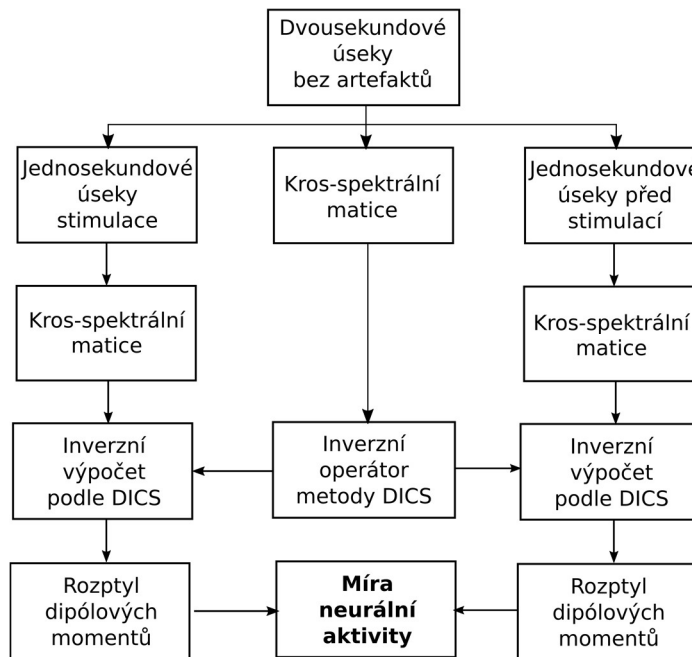 Dvousekundové
úseky
bez artefaktů
Jednosekundové
úseky
stimulace
Kros-spektrální
matice
Jednosekundové
úseky před
stimulací
Kros-spektrální
matice
Kros-spektrální
matice
Inverzní
výpočet
podle DICS
Inverzní
operátor
metody DICS
Inverzní
výpočet
podle DICS
Rozptyl
dipólových
momentů
Míra
neurální
aktivity
Rozptyl
dipólových
momentů